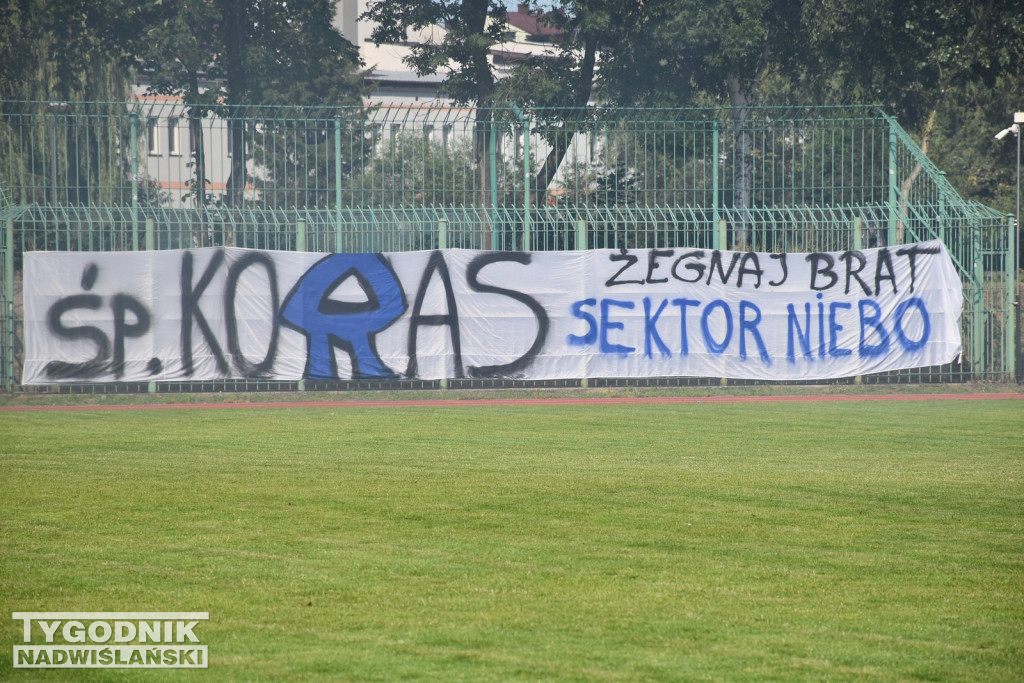 ŚP. KORAS
ŻEGNAJ BRAT
SEKTOR NIEBO
TYGODNIK
NADWIŚLAŃSKI